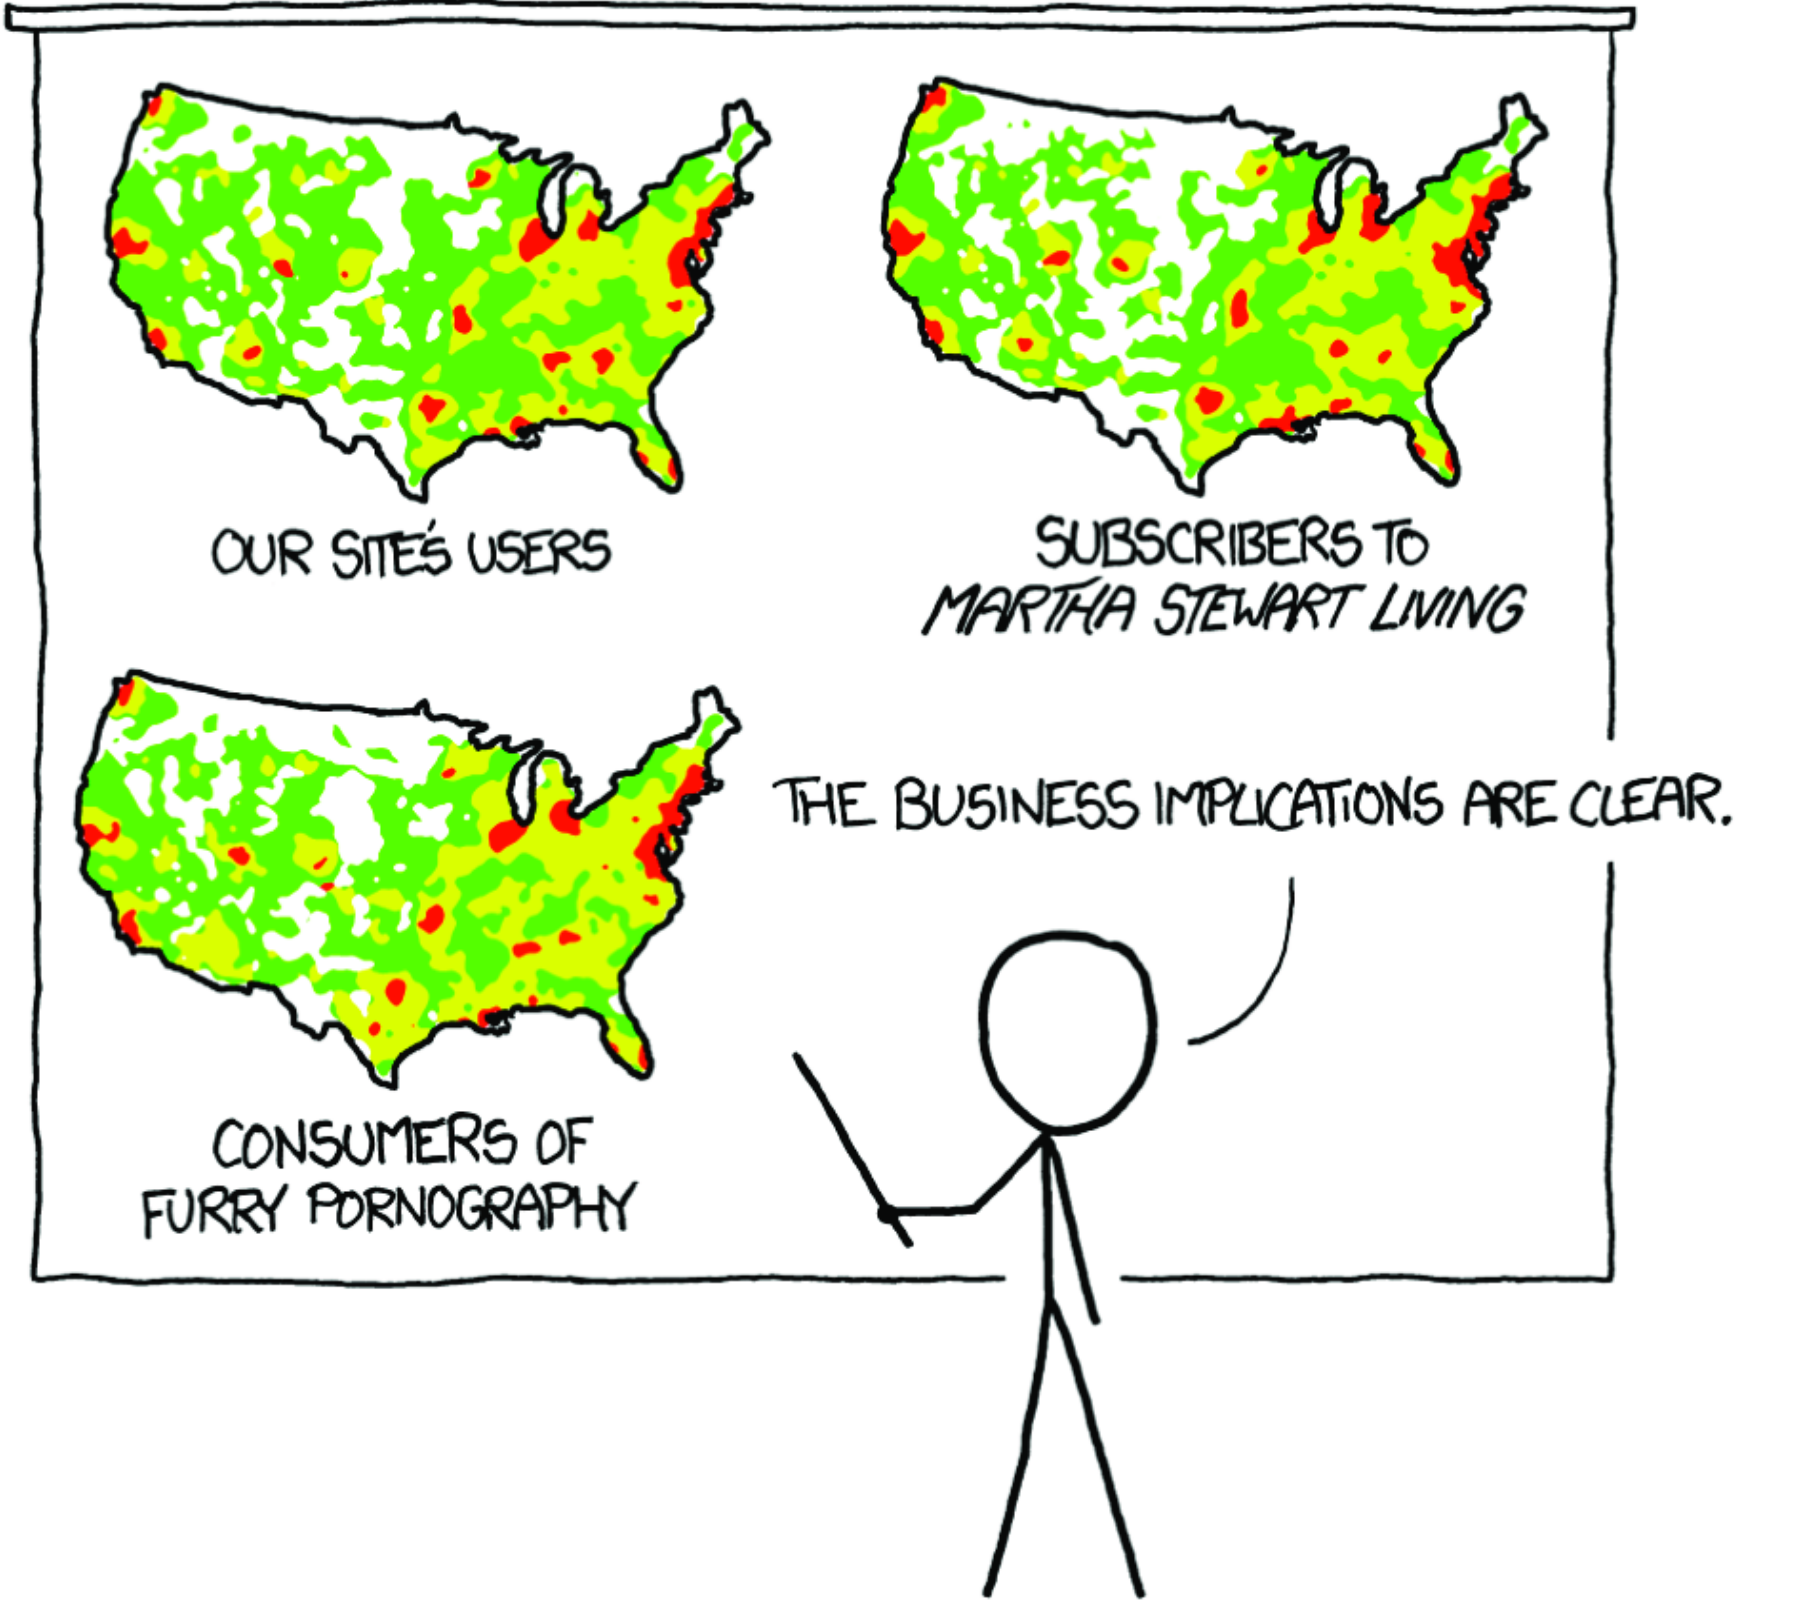 OUR SITE'S USERS
SUBSCRIBERS TO
MARTHA STEWART LIVING
CONSUMERS OF
FURRY PORNOGRAPHY
THE BUSINESS IMPLICATIONS ARE CLEAR.